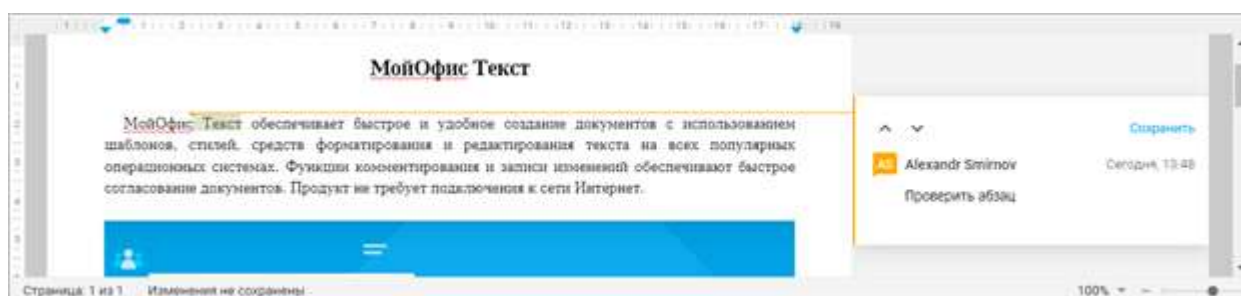 МойОфис Текст
МойОфис Текст обеспечивает быстрое и удобное создание документов с использованием
шаблонов, стилей, средств форматирования и редактирования текста на всех популярных
операционных системах. Функции комментирования и записи изменений обеспечивают быстрое
согласование документов. Продукт не требует подключения к сети Интернет.
Сохранить
AS Alexandr Smirnov Сегодня, 13:48
Проверить абзац
Страница: 1 из 1 Изменения не сохранены 100%